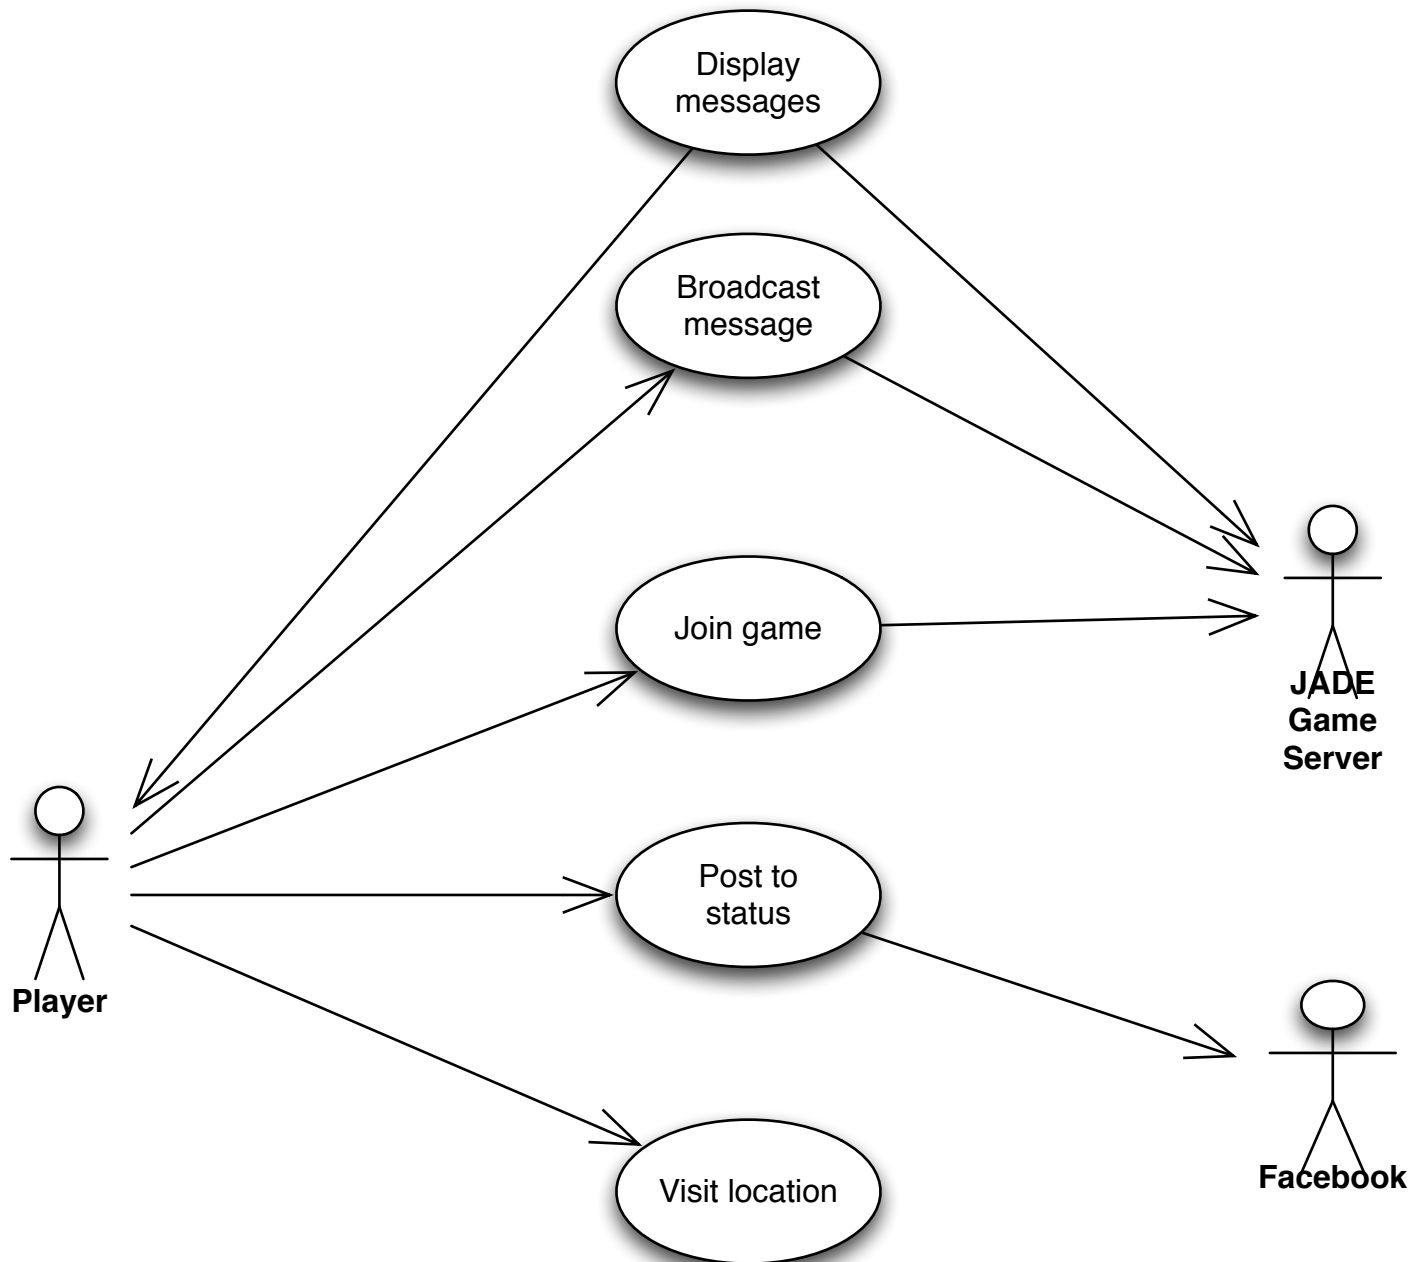 Display
messages
Broadcast
message
Join game
JADE
Game
Server
Post to
status
Player
Facebook
Visit location